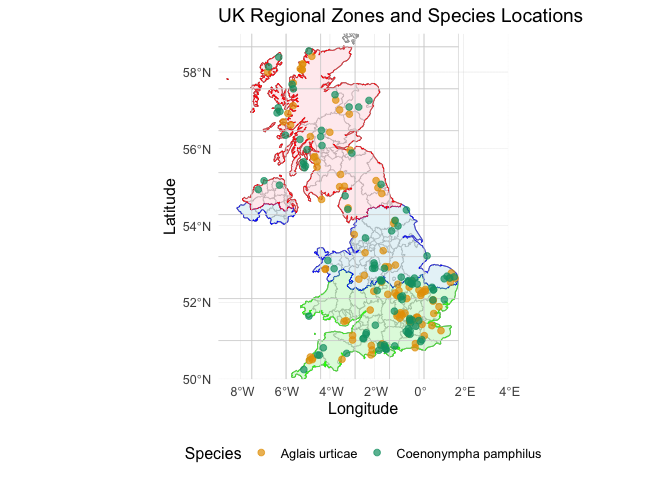 UK Regional Zones and Species Locations
58°N
56°N
54°N
52°N
50°N
Latitude
8°W 6°W 4°W 2°W 0° 2°E 4°E
Longitude
Species Aglais urticae Coenonympha pamphilus